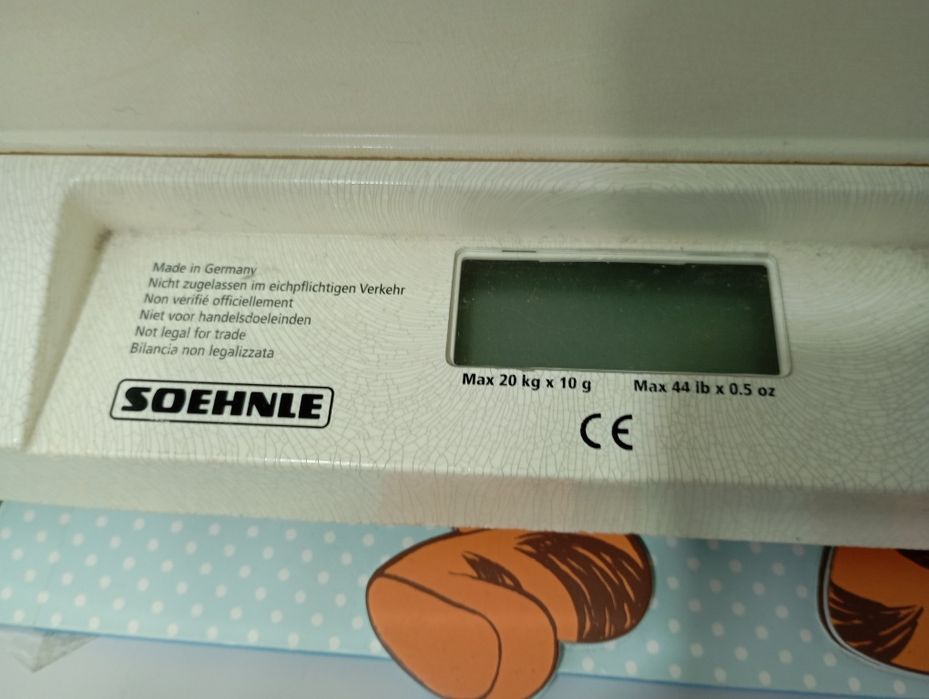 Made in Germany
Nicht zugelassen im eichpflichtigen Verkehr
Non vérifié officiellement
Niet voor handelsdoeleinden
Not legal for trade
Bilancia non legalizzata
SOEHNLE
Max 20 kg x 10 g
Max 44 lb x 0.5 oz
CE